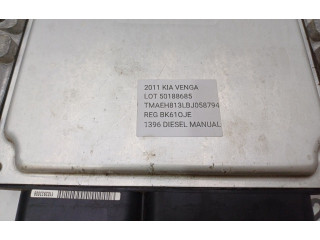 2011 KIA VENGA
LOT 50188685
TMAEH813LBJ058794
REG BK61OJE
1396 DIESEL MANUAL